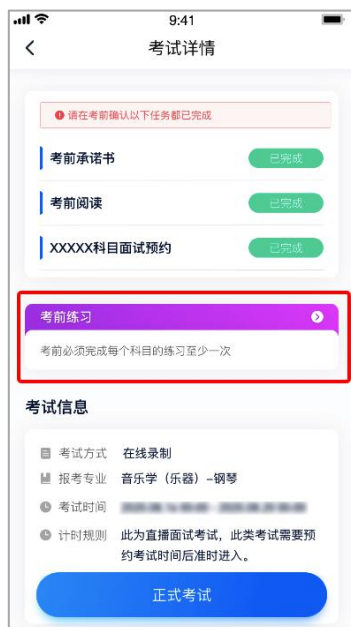 9:41
考试详情
请在考前确认以下任务都已完成
考前承诺书
已完成
考前阅读
已完成
XXXXX科目面试预约
已完成
考前练习
考前必须完成每个科目的练习至少一次
考试信息
考试方式 在线录制
报考专业 音乐学（乐器）-钢琴
考试时间
计时规则 此为直播面试考试，此类考试需要预
约考试时间后准时进入。
正式考试